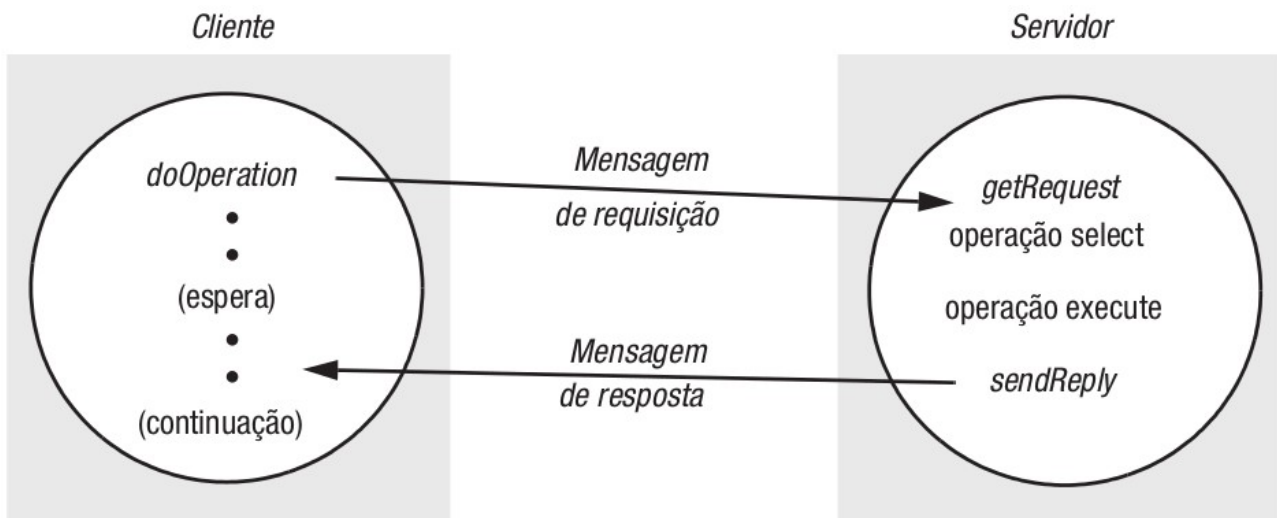 Cliente
Servidor
doOperation
(espera)
(continuação)
Mensagem
de requisição
Mensagem
de resposta
getRequest
operação select
operação execute
sendReply